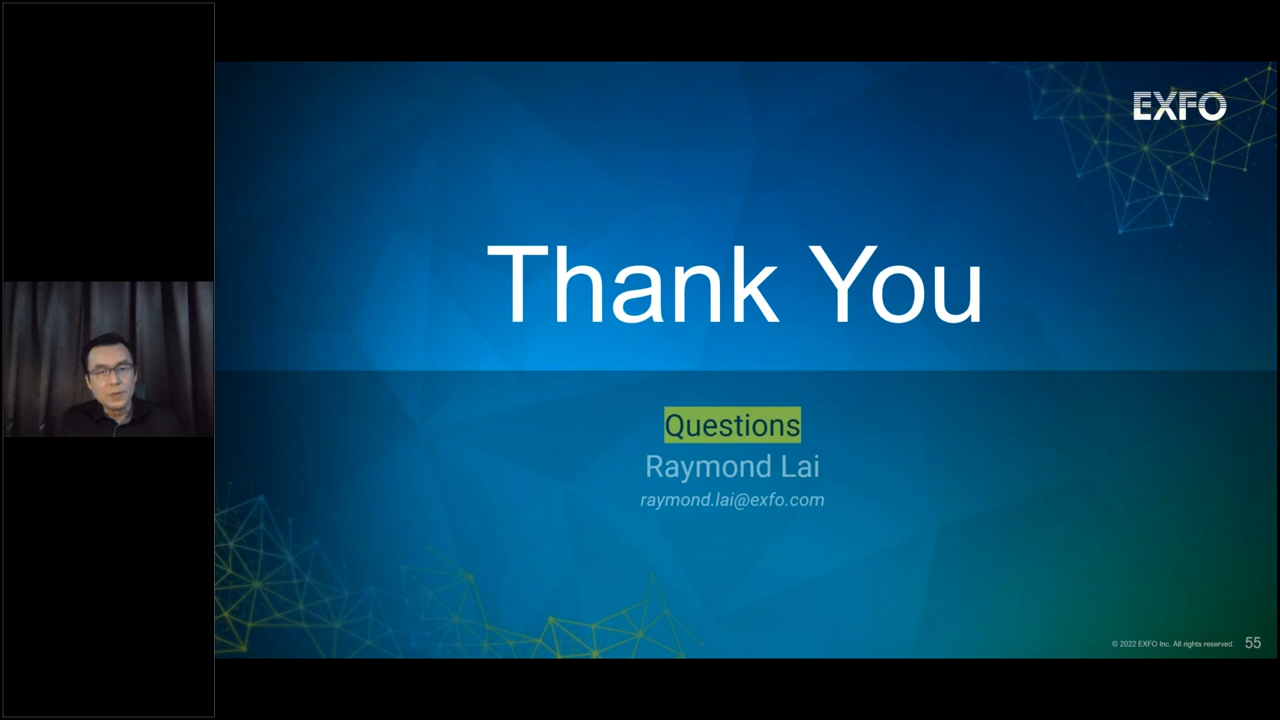 EXFO
Thank You
Questions
Raymond Lai
raymond.lai@exfo.com
© 2022 EXFO Inc. All rights reserved. 55